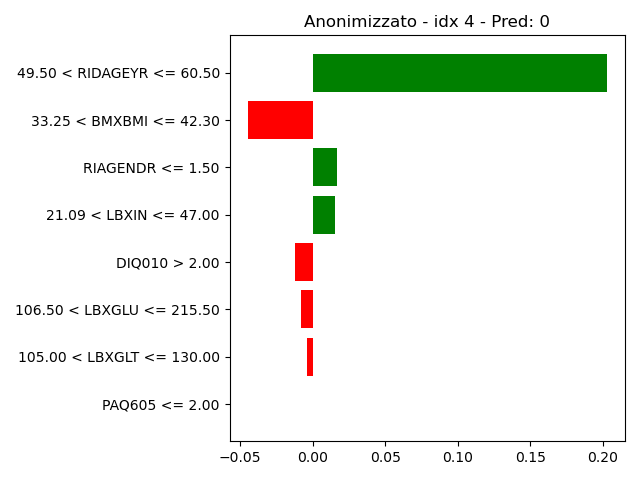 Anonimizzato - idx 4 - Pred: 0
49.50 < RIDAGEYR <= 60.50
33.25 < BMXBMI <= 42.30
RIAGENDR <= 1.50
21.09 < LBXIN <= 47.00
DIQ010 > 2.00
106.50 < LBXGLU <= 215.50
105.00 < LBXGLT <= 130.00
PAQ605 <= 2.00
−0.05 0.00 0.05 0.10 0.15 0.20